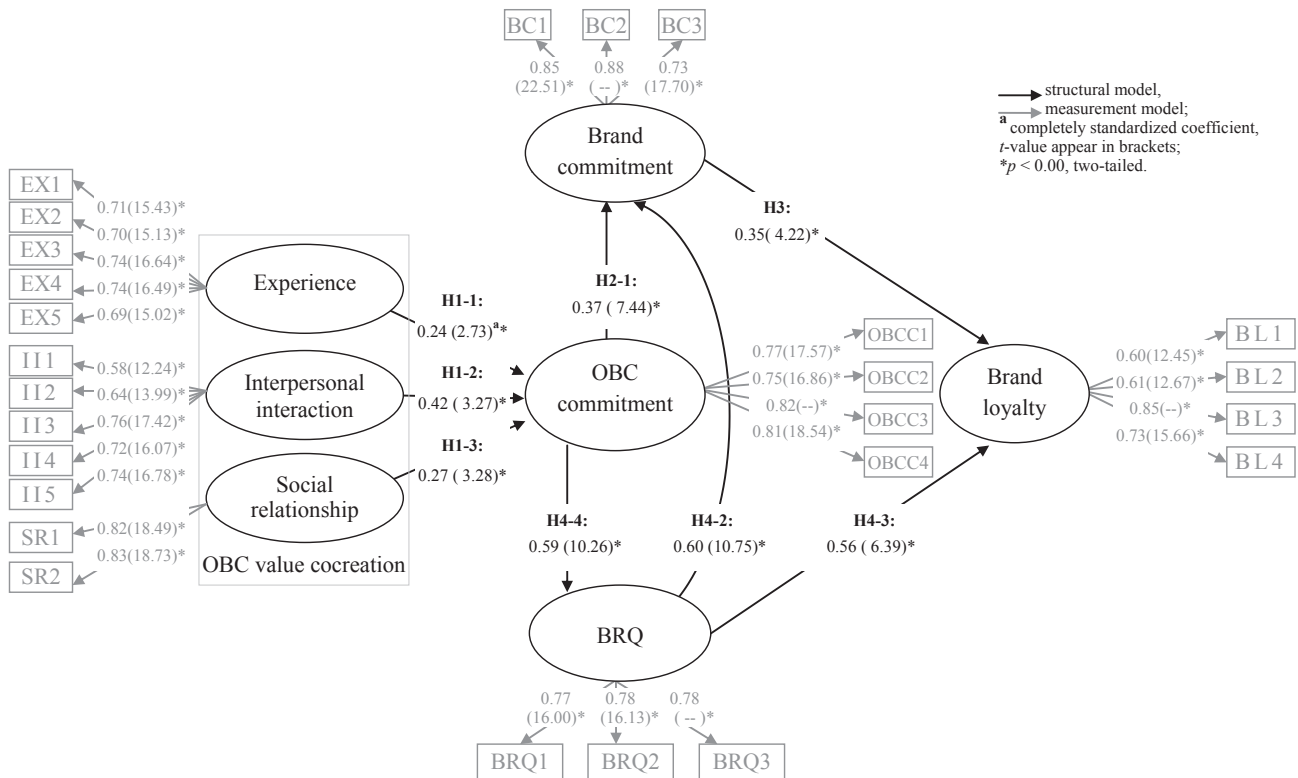 BC1 BC2 BC3
0.85 0.88 0.73
(22.51)* ( -- )* (17.70)*
structural model,
measurement model;
a completely standardized coefficient,
t-value appear in brackets;
*p < 0.00, two-tailed.
Brand
commitment
EX1
EX2
EX3
EX4
EX5
0.71(15.43)*
0.70(15.13)*
0.74(16.64)*
0.74(16.49)*
0.69(15.02)*
II1
II2
II3
II4
II5
0.58(12.24)*
0.64(13.99)*
0.76(17.42)*
0.72(16.07)*
0.74(16.78)*
SR1
SR2
0.82(18.49)*
0.83(18.73)*
Experience
Interpersonal
interaction
Social
relationship
OBC value cocreation
H1-1:
0.24 (2.73)a*
H1-2:
0.42 ( 3.27)*
H1-3:
0.27 ( 3.28)*
H2-1:
0.37 ( 7.44)*
H3:
0.35( 4.22)*
OBC
commitment
0.77(17.57)*
0.75(16.86)*
0.82(--)*
0.81(18.54)*
OBCC1
OBCC2
OBCC3
OBCC4
Brand
loyalty
0.60(12.45)*
0.61(12.67)*
0.85(--)*
0.73(15.66)*
BL1
BL2
BL3
BL4
H4-4:
0.59 (10.26)*
H4-2:
0.60 (10.75)*
H4-3:
0.56 ( 6.39)*
BRQ
0.77 0.78 0.78
(16.00)* (16.13)* ( -- )*
BRQ1 BRQ2 BRQ3